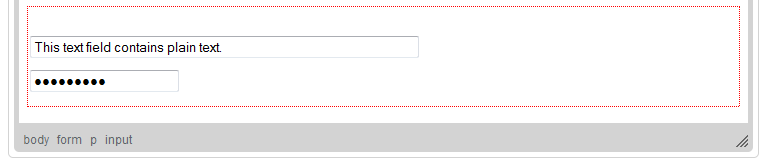 This text field contains plain text.
●●●●●●●●●
body form p input